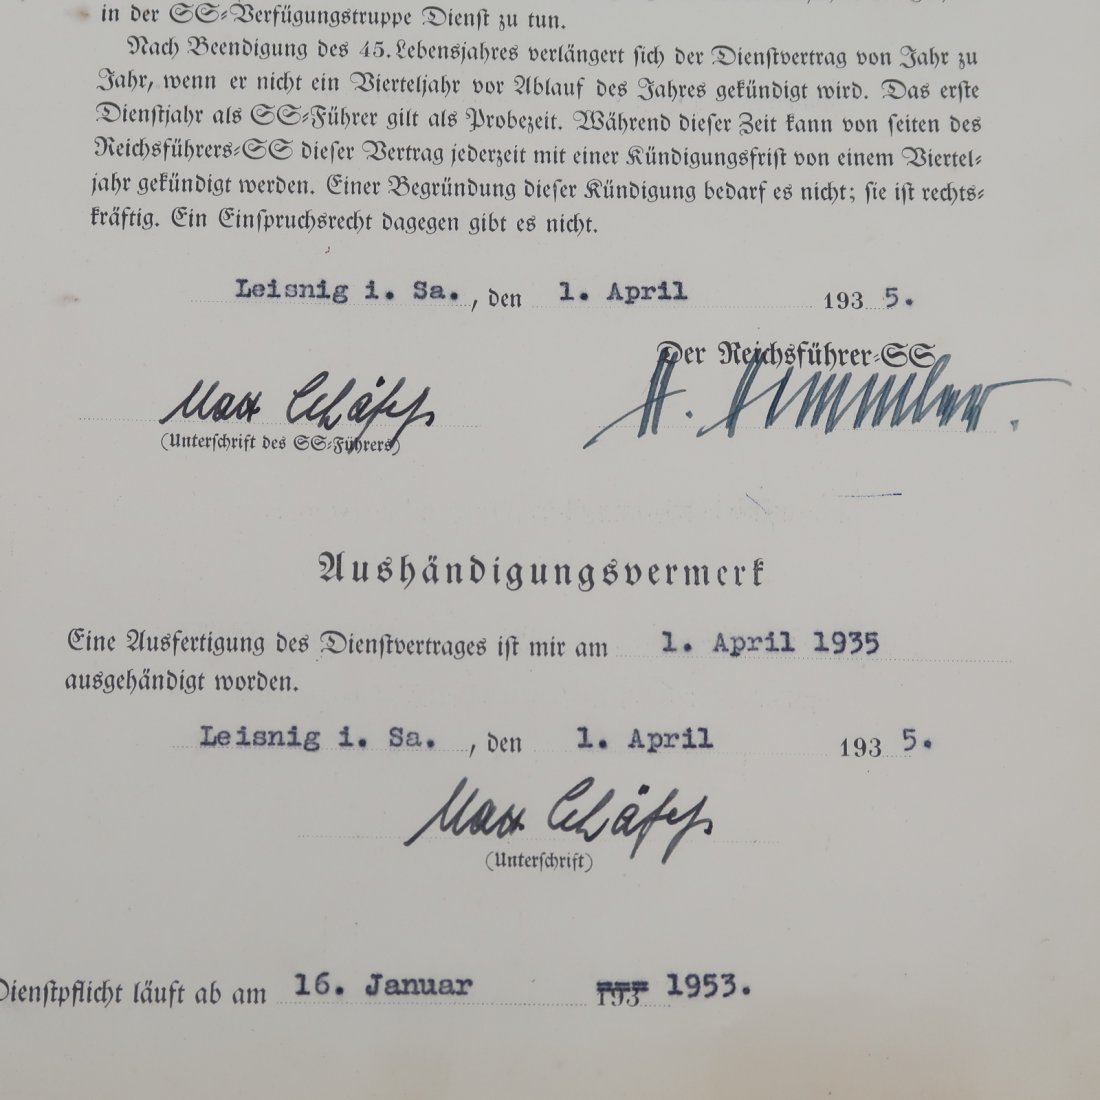 in der SS-Verfügungstruppe Dienst zu tun.
Nach Beendigung des 45. Lebensjahres verlängert sich der Dienstvertrag von Jahr zu
Jahr, wenn er nicht ein Vierteljahr vor Ablauf des Jahres gekündigt wird. Das erste
Dienstjahr als SS-Führer gilt als Probezeit. Während dieser Zeit kann von seiten des
Reichsführers-SS dieser Vertrag jederzeit mit einer Kündigungsfrist von einem Viertel-
jahr gekündigt werden. Einer Begründung dieser Kündigung bedarf es nicht; sie ist rechts-
kräftig. Ein Einspruchsrecht dagegen gibt es nicht.
Leisnig i. Sa., den 1. April 1935.
Der Reichsführer-SS
Max Schäfer H. Himmler.
(Unterschrift des SS-Führers)
Aushändigungsvermerk
Eine Ausfertigung des Dienstvertrages ist mir am 1. April 1935
ausgehändigt worden.
Leisnig i. Sa., den 1. April 1935.
Max Schäfer
(Unterschrift)
Dienstpflicht läuft ab am 16. Januar 193 1953.